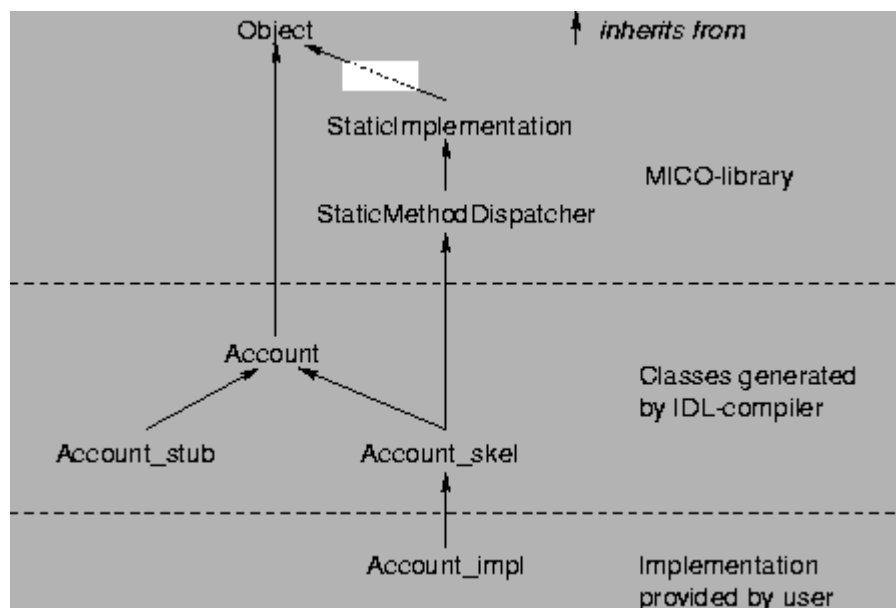 Object
inherits from
StaticImplementation
MICO-library
StaticMethodDispatcher
Account
Classes generated
by IDL-compiler
Account_stub
Account_skel
Account_impl
Implementation
provided by user